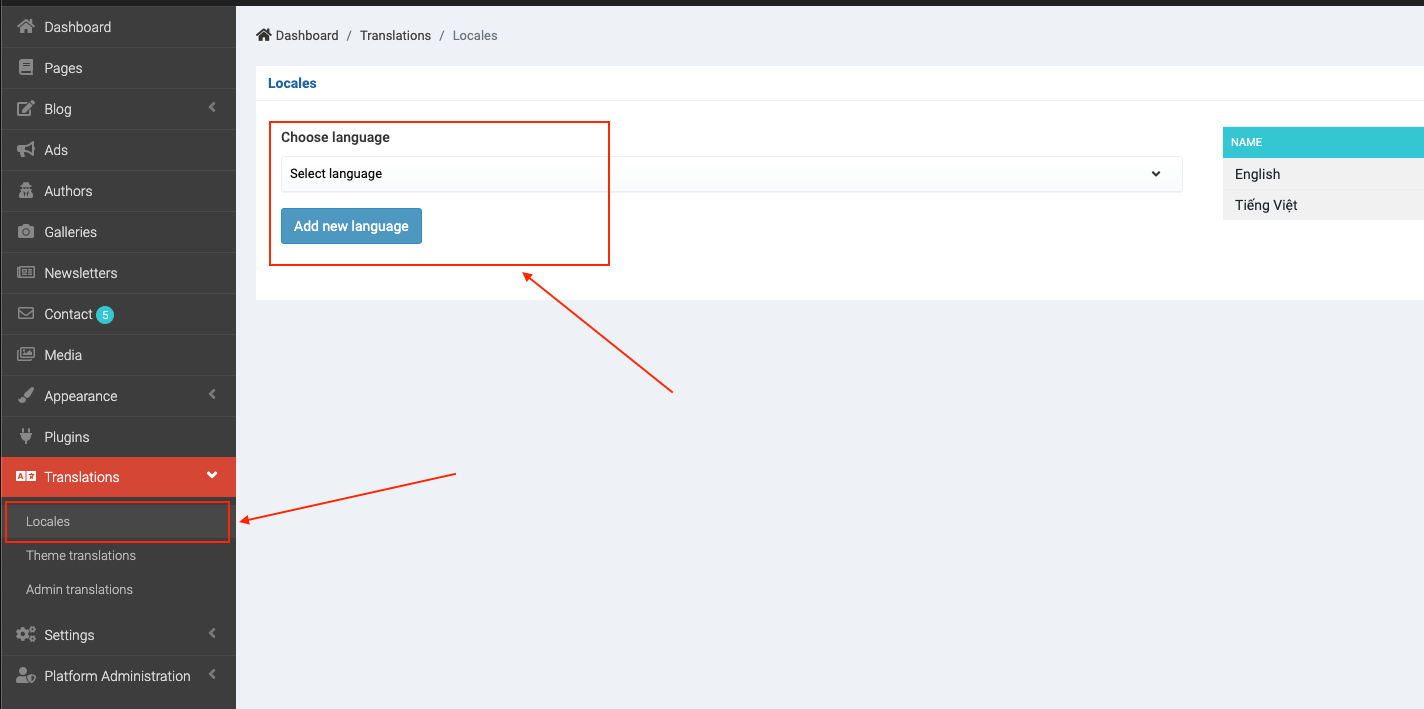 Dashboard
Pages
Blog
Ads
Authors
Galleries
Newsletters
Contact 5
Media
Appearance
Plugins
Translations
Locales
Theme translations
Admin translations
Settings
Platform Administration
Dashboard / Translations / Locales
Locales
Choose language
Select language
Add new language
NAME
English
Tiếng Việt